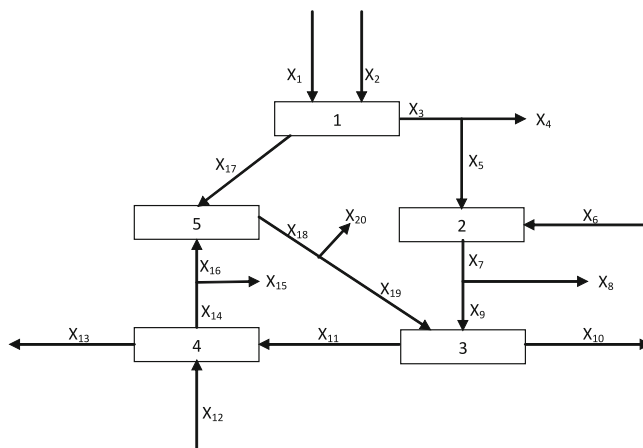 X₁ X₂
X₃ X₄
1
X₅
X₁₇
X₂₀ X₆
5 X₁₈ 2
X₁₆ X₇
X₁₅ X₁₉ X₈
X₁₄ X₉
X₁₃ 4 X₁₁ 3 X₁₀
X₁₂